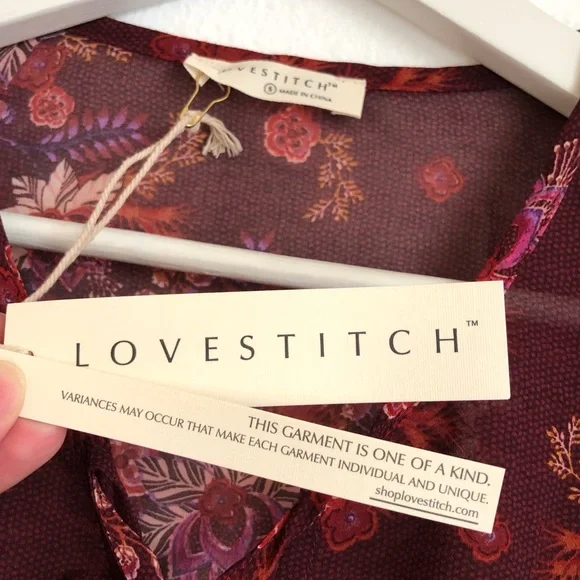 LOVESTITCH™
S MADE IN CHINA
LOVESTITCH™
THIS GARMENT IS ONE OF A KIND.
VARIANCES MAY OCCUR THAT MAKE EACH GARMENT INDIVIDUAL AND UNIQUE.
shoplovestitch.com